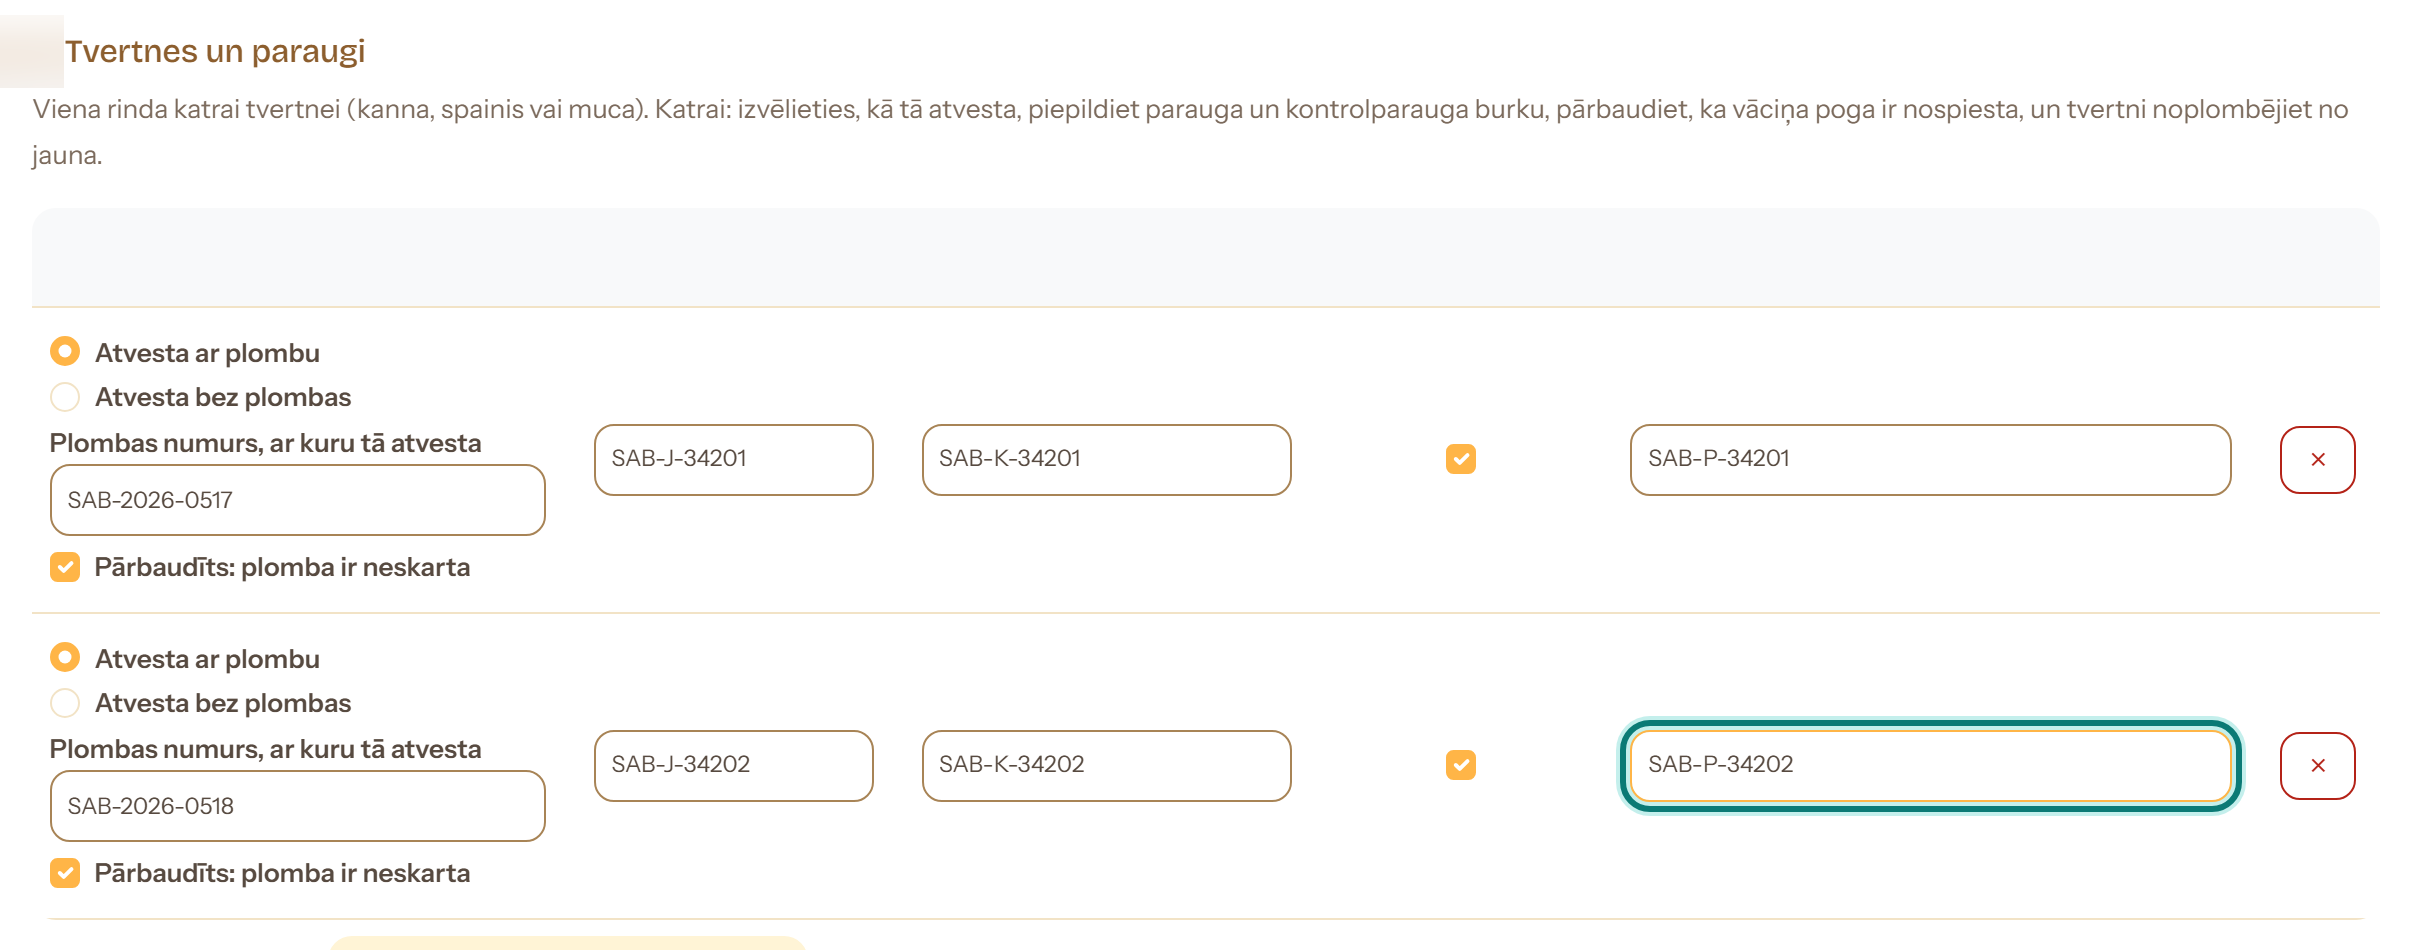 Tvertnes un paraugi
Viena rinda katrai tvertnei (kanna, spainis vai muca). Katrai: izvēlieties, kā tā atvesta, piepildiet parauga un kontrolparauga burku, pārbaudiet, ka vāciņa poga ir nospiesta, un tvertni noplombējiet no
jauna.
Atvesta ar plombu
Atvesta bez plombas
Plombas numurs, ar kuru tā atvesta
SAB-2026-0517
Pārbaudīts: plomba ir neskarta
SAB-J-34201
SAB-K-34201
SAB-P-34201
Atvesta ar plombu
Atvesta bez plombas
Plombas numurs, ar kuru tā atvesta
SAB-2026-0518
Pārbaudīts: plomba ir neskarta
SAB-J-34202
SAB-K-34202
SAB-P-34202